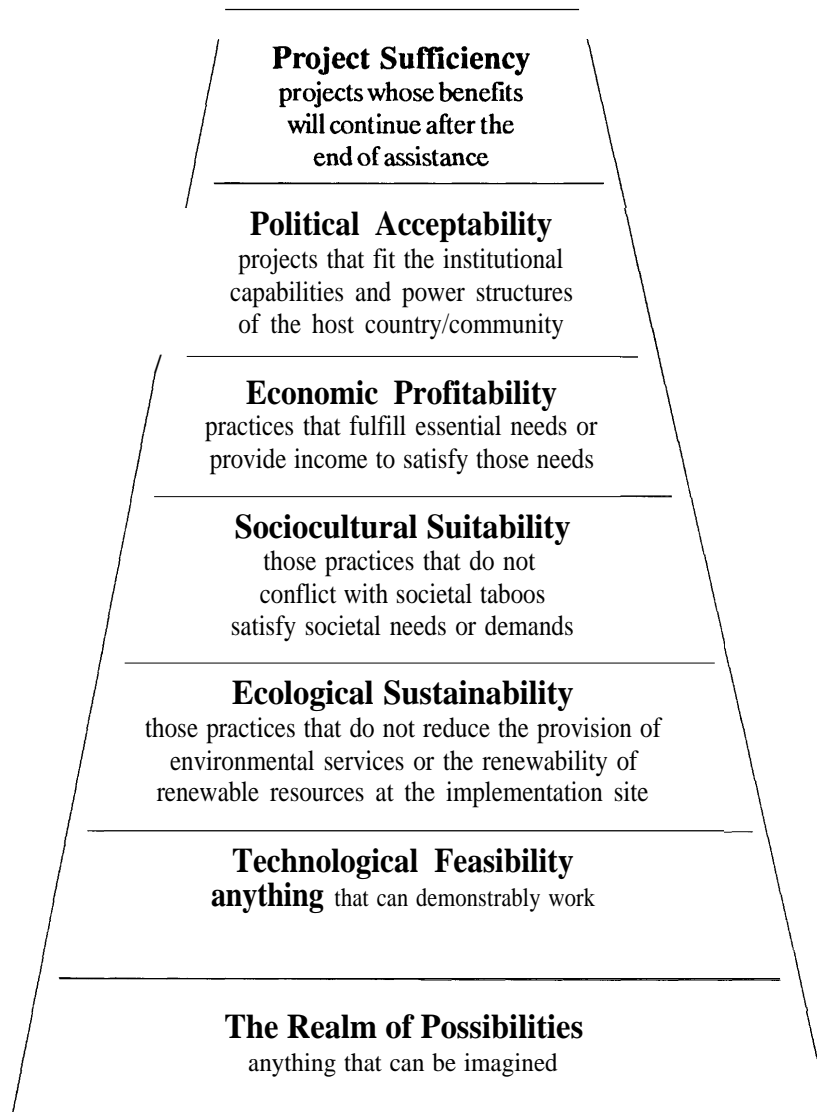 Project Sufficiency
projects whose benefits
will continue after the
end of assistance
Political Acceptability
projects that fit the institutional
capabilities and power structures
of the host country/community
Economic Profitability
practices that fulfill essential needs or
provide income to satisfy those needs
Sociocultural Suitability
those practices that do not
conflict with societal taboos
satisfy societal needs or demands
Ecological Sustainability
those practices that do not reduce the provision of
environmental services or the renewability of
renewable resources at the implementation site
Technological Feasibility
anything that can demonstrably work
The Realm of Possibilities
anything that can be imagined